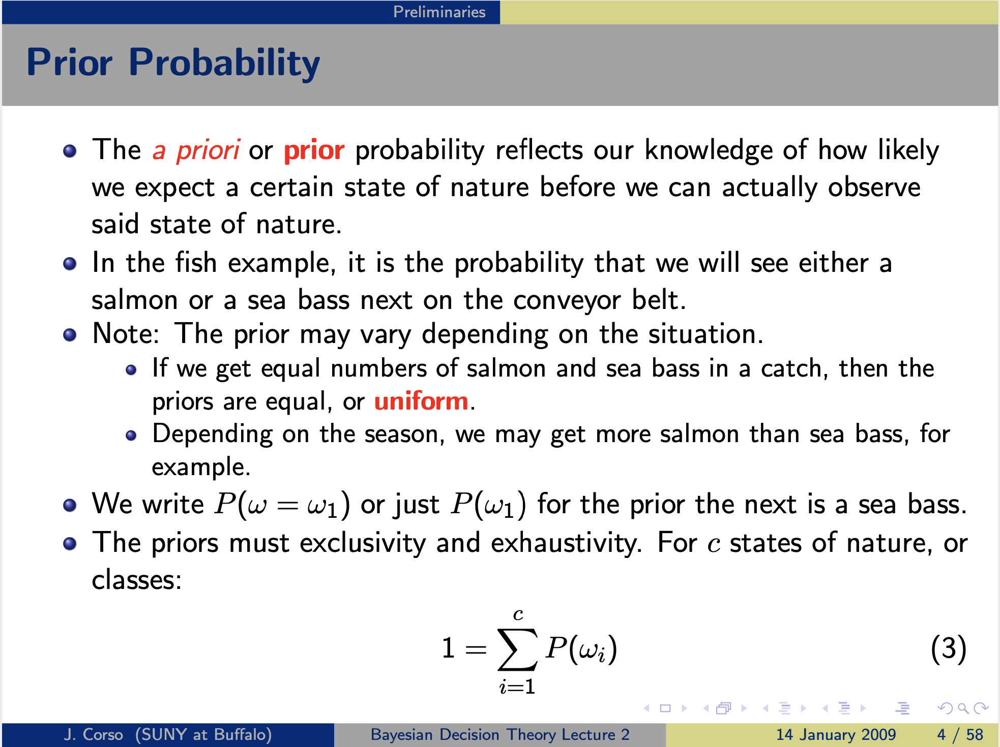 Preliminaries
Prior Probability
The a priori or prior probability reflects our knowledge of how likely
we expect a certain state of nature before we can actually observe
said state of nature.
In the fish example, it is the probability that we will see either a
salmon or a sea bass next on the conveyor belt.
Note: The prior may vary depending on the situation.
If we get equal numbers of salmon and sea bass in a catch, then the
priors are equal, or uniform.
Depending on the season, we may get more salmon than sea bass, for
example.
We write P(ω = ω₁) or just P(ω₁) for the prior the next is a sea bass.
The priors must exclusivity and exhaustivity. For c states of nature, or
classes:
1 = ∑_{i=1}^{c} P(ω_i) (3)
J. Corso (SUNY at Buffalo) Bayesian Decision Theory Lecture 2 14 January 2009 4 / 58